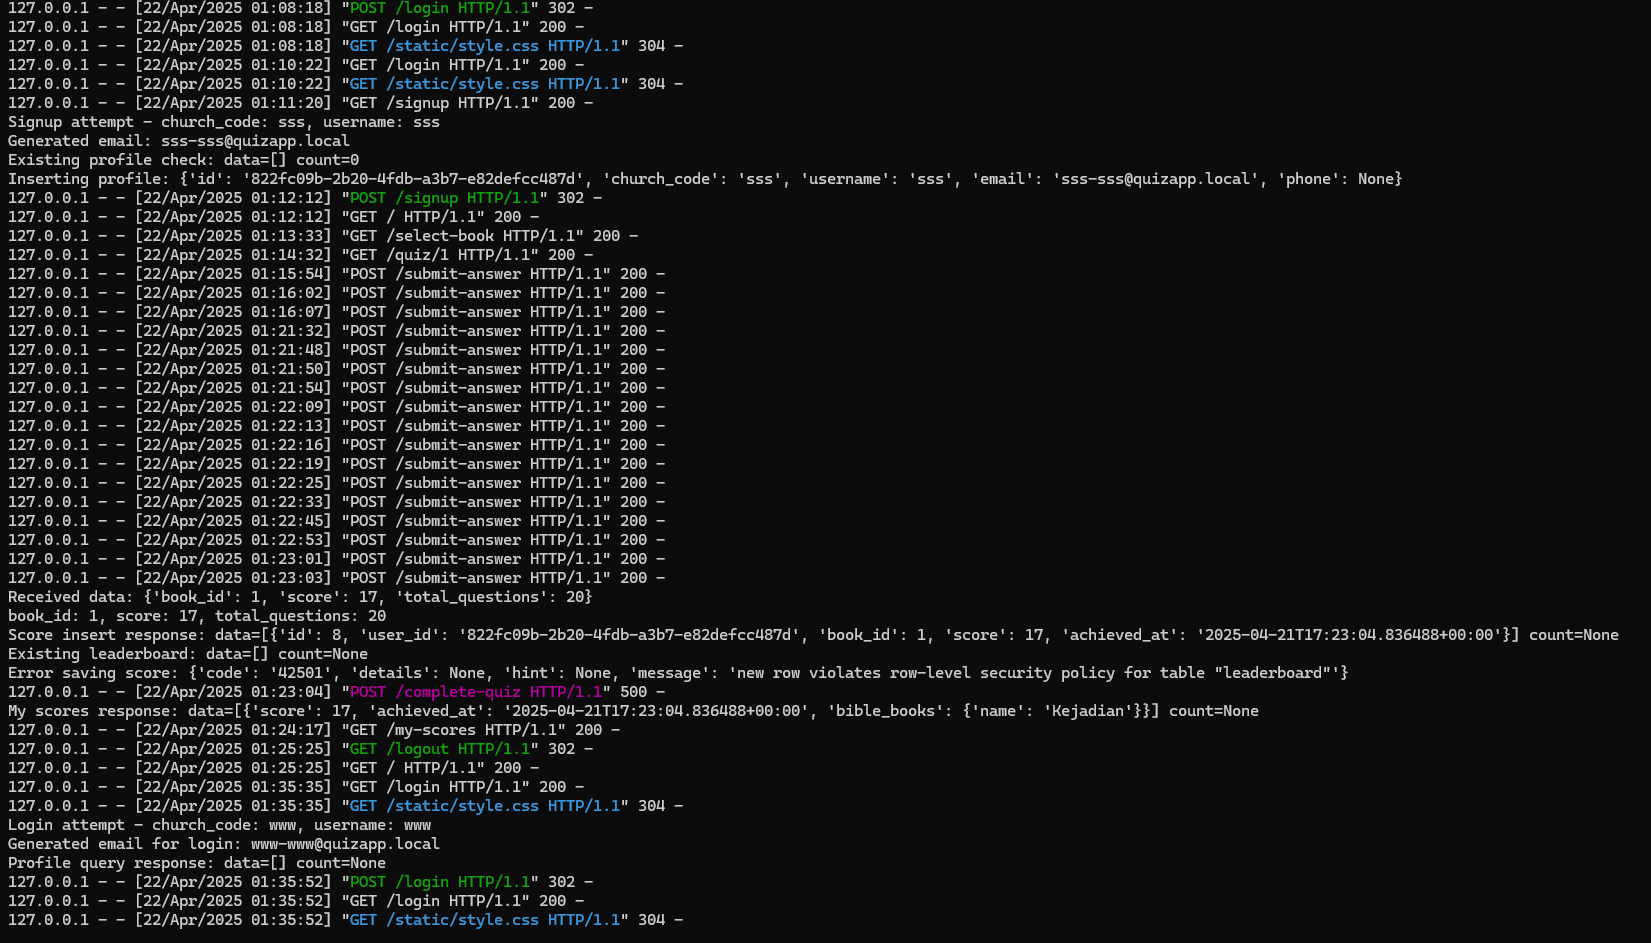 127.0.0.1 - - [22/Apr/2025 01:08:18] "POST /login HTTP/1.1" 302 -
127.0.0.1 - - [22/Apr/2025 01:08:18] "GET /login HTTP/1.1" 200 -
127.0.0.1 - - [22/Apr/2025 01:08:18] "GET /static/style.css HTTP/1.1" 304 -
127.0.0.1 - - [22/Apr/2025 01:10:22] "GET /login HTTP/1.1" 200 -
127.0.0.1 - - [22/Apr/2025 01:10:22] "GET /static/style.css HTTP/1.1" 304 -
127.0.0.1 - - [22/Apr/2025 01:11:20] "GET /signup HTTP/1.1" 200 -
Signup attempt - church_code: sss, username: sss
Generated email: sss-sss@quizapp.local
Existing profile check: data=[] count=0
Inserting profile: {'id': '822fc09b-2b20-4fdb-a3b7-e82defcc487d', 'church_code': 'sss', 'username': 'sss', 'email': 'sss-sss@quizapp.local', 'phone': None}
127.0.0.1 - - [22/Apr/2025 01:12:12] "POST /signup HTTP/1.1" 302 -
127.0.0.1 - - [22/Apr/2025 01:12:12] "GET / HTTP/1.1" 200 -
127.0.0.1 - - [22/Apr/2025 01:13:33] "GET /select-book HTTP/1.1" 200 -
127.0.0.1 - - [22/Apr/2025 01:14:32] "GET /quiz/1 HTTP/1.1" 200 -
127.0.0.1 - - [22/Apr/2025 01:15:54] "POST /submit-answer HTTP/1.1" 200 -
127.0.0.1 - - [22/Apr/2025 01:16:02] "POST /submit-answer HTTP/1.1" 200 -
127.0.0.1 - - [22/Apr/2025 01:16:07] "POST /submit-answer HTTP/1.1" 200 -
127.0.0.1 - - [22/Apr/2025 01:21:32] "POST /submit-answer HTTP/1.1" 200 -
127.0.0.1 - - [22/Apr/2025 01:21:48] "POST /submit-answer HTTP/1.1" 200 -
127.0.0.1 - - [22/Apr/2025 01:21:50] "POST /submit-answer HTTP/1.1" 200 -
127.0.0.1 - - [22/Apr/2025 01:21:54] "POST /submit-answer HTTP/1.1" 200 -
127.0.0.1 - - [22/Apr/2025 01:22:09] "POST /submit-answer HTTP/1.1" 200 -
127.0.0.1 - - [22/Apr/2025 01:22:13] "POST /submit-answer HTTP/1.1" 200 -
127.0.0.1 - - [22/Apr/2025 01:22:16] "POST /submit-answer HTTP/1.1" 200 -
127.0.0.1 - - [22/Apr/2025 01:22:19] "POST /submit-answer HTTP/1.1" 200 -
127.0.0.1 - - [22/Apr/2025 01:22:25] "POST /submit-answer HTTP/1.1" 200 -
127.0.0.1 - - [22/Apr/2025 01:22:33] "POST /submit-answer HTTP/1.1" 200 -
127.0.0.1 - - [22/Apr/2025 01:22:45] "POST /submit-answer HTTP/1.1" 200 -
127.0.0.1 - - [22/Apr/2025 01:22:53] "POST /submit-answer HTTP/1.1" 200 -
127.0.0.1 - - [22/Apr/2025 01:23:01] "POST /submit-answer HTTP/1.1" 200 -
127.0.0.1 - - [22/Apr/2025 01:23:03] "POST /submit-answer HTTP/1.1" 200 -
Received data: {'book_id': 1, 'score': 17, 'total_questions': 20}
book_id: 1, score: 17, total_questions: 20
Score insert response: data=[{'id': 8, 'user_id': '822fc09b-2b20-4fdb-a3b7-e82defcc487d', 'book_id': 1, 'score': 17, 'achieved_at': '2025-04-21T17:23:04.836488+00:00'}] count=None
Existing leaderboard: data=[] count=None
Error saving score: {'code': '42501', 'details': None, 'hint': None, 'message': 'new row violates row-level security policy for table "leaderboard"'}
127.0.0.1 - - [22/Apr/2025 01:23:04] "POST /complete-quiz HTTP/1.1" 500 -
My scores response: data=[{'score': 17, 'achieved_at': '2025-04-21T17:23:04.836488+00:00', 'bible_books': {'name': 'Kejadian'}}] count=None
127.0.0.1 - - [22/Apr/2025 01:24:17] "GET /my-scores HTTP/1.1" 200 -
127.0.0.1 - - [22/Apr/2025 01:25:25] "GET /logout HTTP/1.1" 302 -
127.0.0.1 - - [22/Apr/2025 01:25:25] "GET / HTTP/1.1" 200 -
127.0.0.1 - - [22/Apr/2025 01:35:35] "GET /login HTTP/1.1" 200 -
127.0.0.1 - - [22/Apr/2025 01:35:35] "GET /static/style.css HTTP/1.1" 304 -
Login attempt - church_code: www, username: www
Generated email for login: www-www@quizapp.local
Profile query response: data=[] count=None
127.0.0.1 - - [22/Apr/2025 01:35:52] "POST /login HTTP/1.1" 302 -
127.0.0.1 - - [22/Apr/2025 01:35:52] "GET /login HTTP/1.1" 200 -
127.0.0.1 - - [22/Apr/2025 01:35:52] "GET /static/style.css HTTP/1.1" 304 -